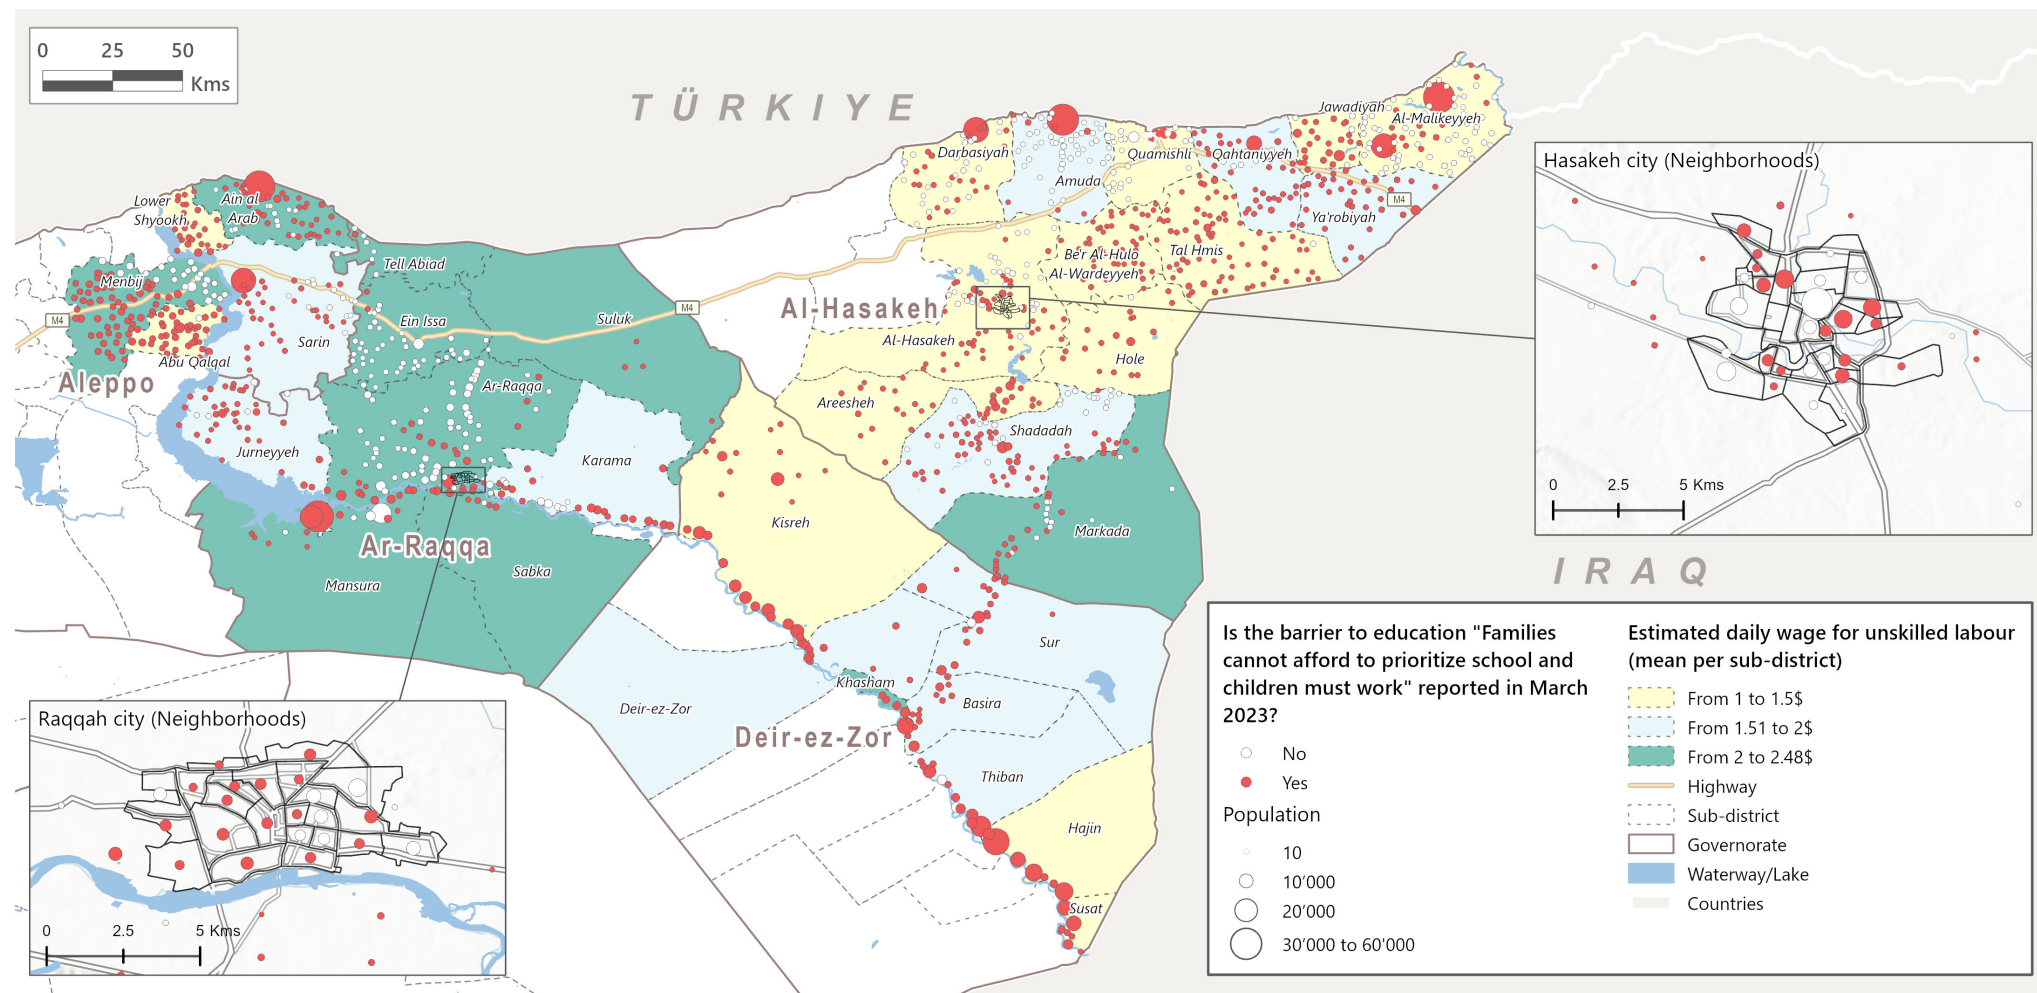 0 25 50
Kms
TÜRKIYE
Jawadiyah
Al-Malikeyyeh
Darbasiyah
Quamishli
Qahtaniyyeh
Amuda
M4
Ya'robiyah
Lower
Shyookh
Ain al
Arab
Tell Abiad
Be'r Al-Hulo
Al-Wardeyyeh
Tal Hmis
Menbij
M4
M4
Ein Issa
Suluk
Al-Hasakeh
Sarin
Al-Hasakeh
Hole
Abu Qalqal
Aleppo
Ar-Raqqa
Areesheh
Shadadah
Jurneyyeh
Karama
Kisreh
Markada
Ar-Raqqa
Mansura
Sabka
Sur
Khasham
Deir-ez-Zor
Basira
Deir-ez-Zor
Thiban
Hajin
Susat
IRAQ
Hasakeh city (Neighborhoods)
0 2.5 5 Kms
Raqqah city (Neighborhoods)
0 2.5 5 Kms
Is the barrier to education "Families
cannot afford to prioritize school and
children must work" reported in March
2023?
No
Yes
Population
10
10'000
20'000
30'000 to 60'000
Estimated daily wage for unskilled labour
(mean per sub-district)
From 1 to 1.5$
From 1.51 to 2$
From 2 to 2.48$
Highway
Sub-district
Governorate
Waterway/Lake
Countries